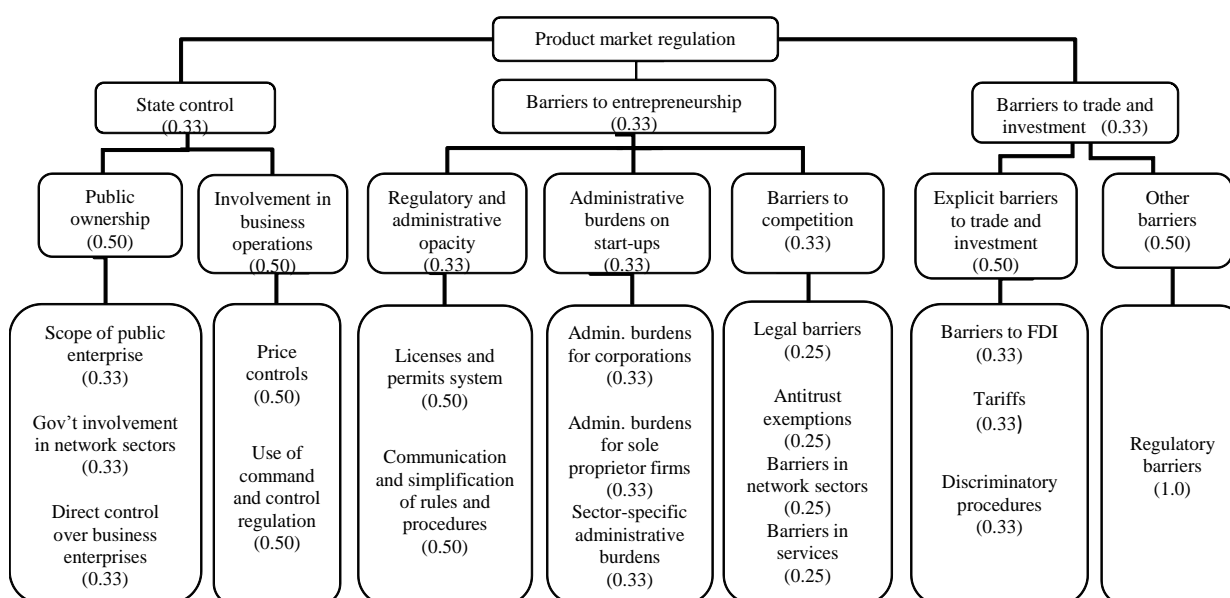 Product market regulation
State control
(0.33)
Barriers to entrepreneurship
(0.33)
Barriers to trade and
investment (0.33)
Public
ownership
(0.50)
Involvement in
business
operations
(0.50)
Regulatory and
administrative
opacity
(0.33)
Administrative
burdens on
start-ups
(0.33)
Barriers to
competition
(0.33)
Explicit barriers
to trade and
investment
(0.50)
Other
barriers
(0.50)
Scope of public
enterprise
(0.33)
Gov't involvement
in network sectors
(0.33)
Direct control
over business
enterprises
(0.33)
Price
controls
(0.50)
Use of
command
and control
regulation
(0.50)
Licenses and
permits system
(0.50)
Communication
and simplification
of rules and
procedures
(0.50)
Admin. burdens
for corporations
(0.33)
Admin. burdens
for sole
proprietor firms
(0.33)
Sector-specific
administrative
burdens
(0.33)
Legal barriers
(0.25)
Antitrust
exemptions
(0.25)
Barriers in
network sectors
(0.25)
Barriers in
services
(0.25)
Barriers to FDI
(0.33)
Tariffs
(0.33)
Discriminatory
procedures
(0.33)
Regulatory
barriers
(1.0)